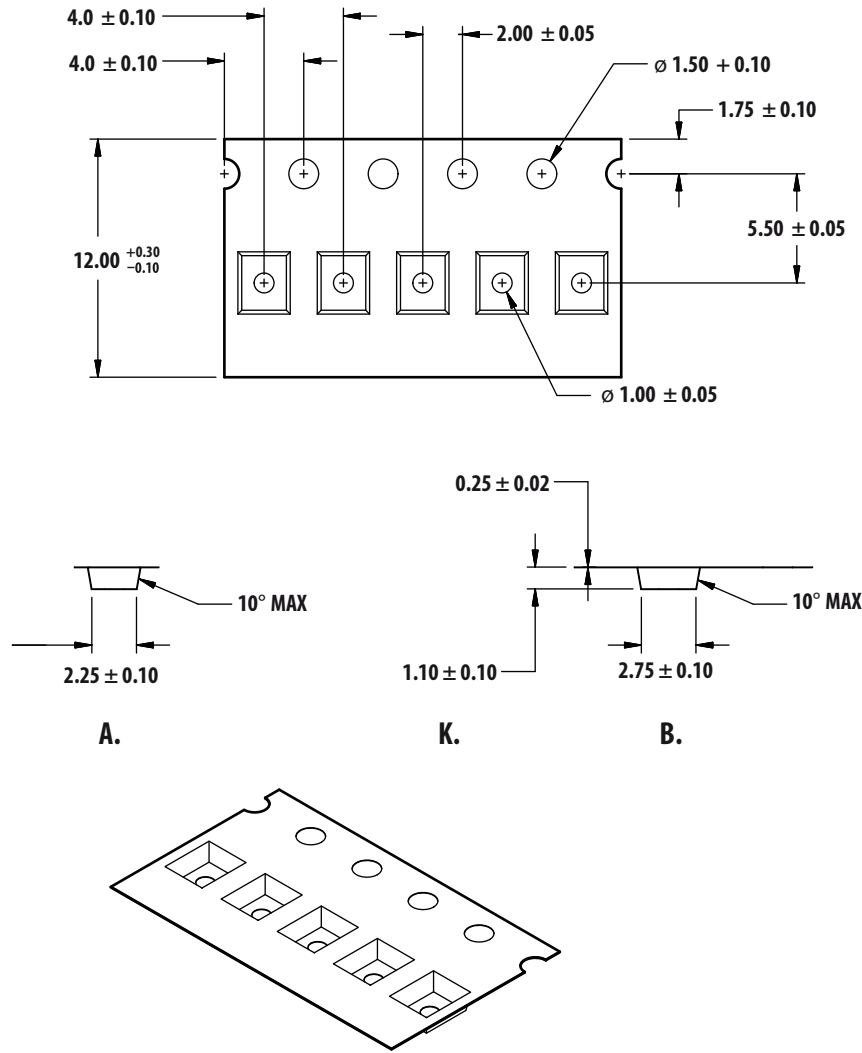 4.0 ± 0.10
2.00 ± 0.05
4.0 ± 0.10
ø 1.50 + 0.10
1.75 ± 0.10
5.50 ± 0.05
12.00 +0.30
−0.10
ø 1.00 ± 0.05
0.25 ± 0.02
10° MAX
10° MAX
2.25 ± 0.10
1.10 ± 0.10
2.75 ± 0.10
A.
K.
B.